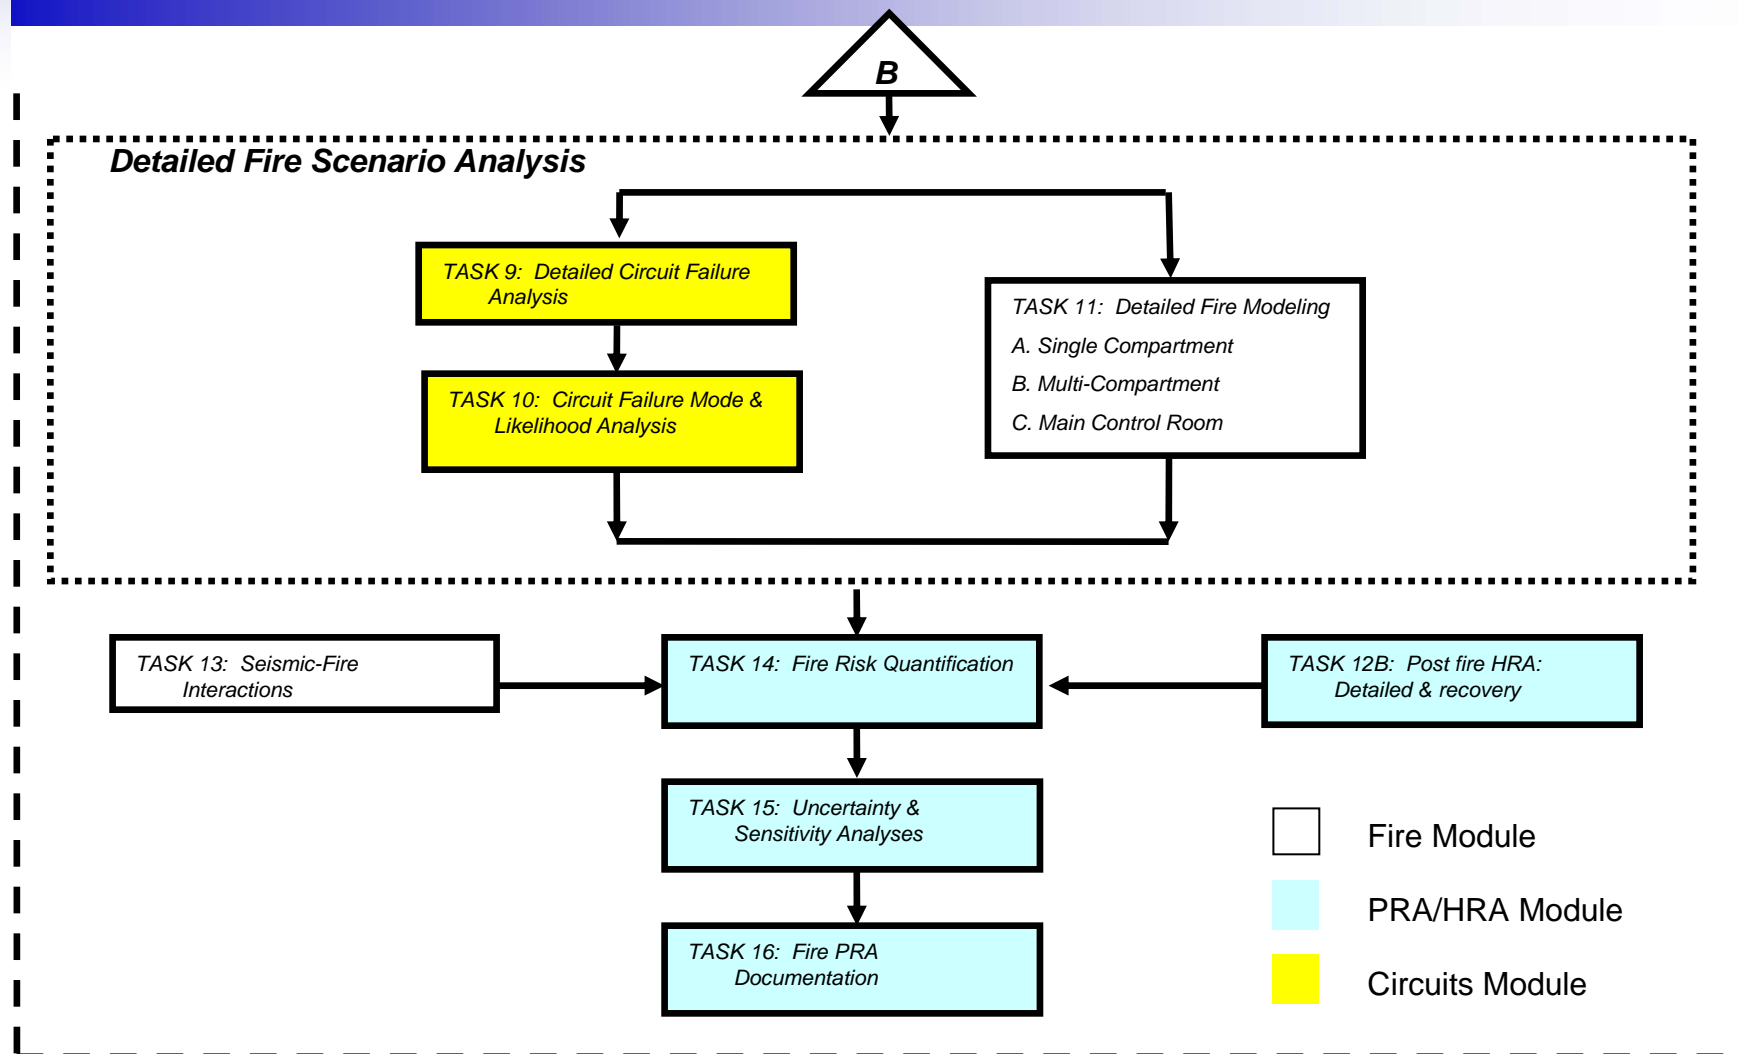 B
Detailed Fire Scenario Analysis
TASK 9: Detailed Circuit Failure
Analysis
TASK 10: Circuit Failure Mode &
Likelihood Analysis
TASK 11: Detailed Fire Modeling
A. Single Compartment
B. Multi-Compartment
C. Main Control Room
TASK 13: Seismic-Fire
Interactions
TASK 14: Fire Risk Quantification
TASK 12B: Post fire HRA:
Detailed & recovery
TASK 15: Uncertainty &
Sensitivity Analyses
TASK 16: Fire PRA
Documentation
Fire Module
PRA/HRA Module
Circuits Module